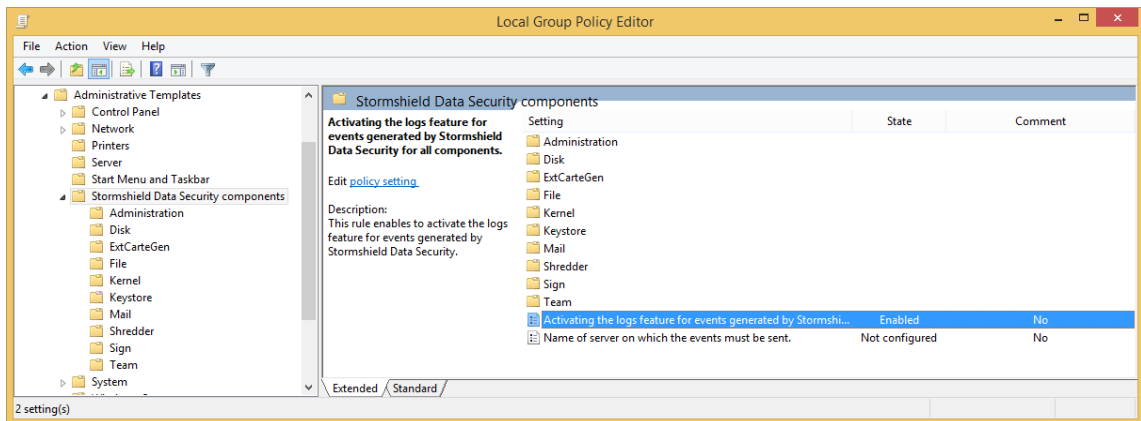 Local Group Policy Editor
File Action View Help
Administrative Templates
Control Panel
Network
Printers
Server
Start Menu and Taskbar
Stormshield Data Security components
Administration
Disk
ExtCarteGen
File
Kernel
Keystore
Mail
Shredder
Sign
Team
System
Stormshield Data Security components
Activating the logs feature for
events generated by Stormshield
Data Security for all components.
Edit policy setting
Description:
This rule enables to activate the logs
feature for events generated by
Stormshield Data Security.
Setting State Comment
Administration
Disk
ExtCarteGen
File
Kernel
Keystore
Mail
Shredder
Sign
Team
Activating the logs feature for events generated by Stormshi... Enabled No
Name of server on which the events must be sent. Not configured No
Extended Standard
2 setting(s)